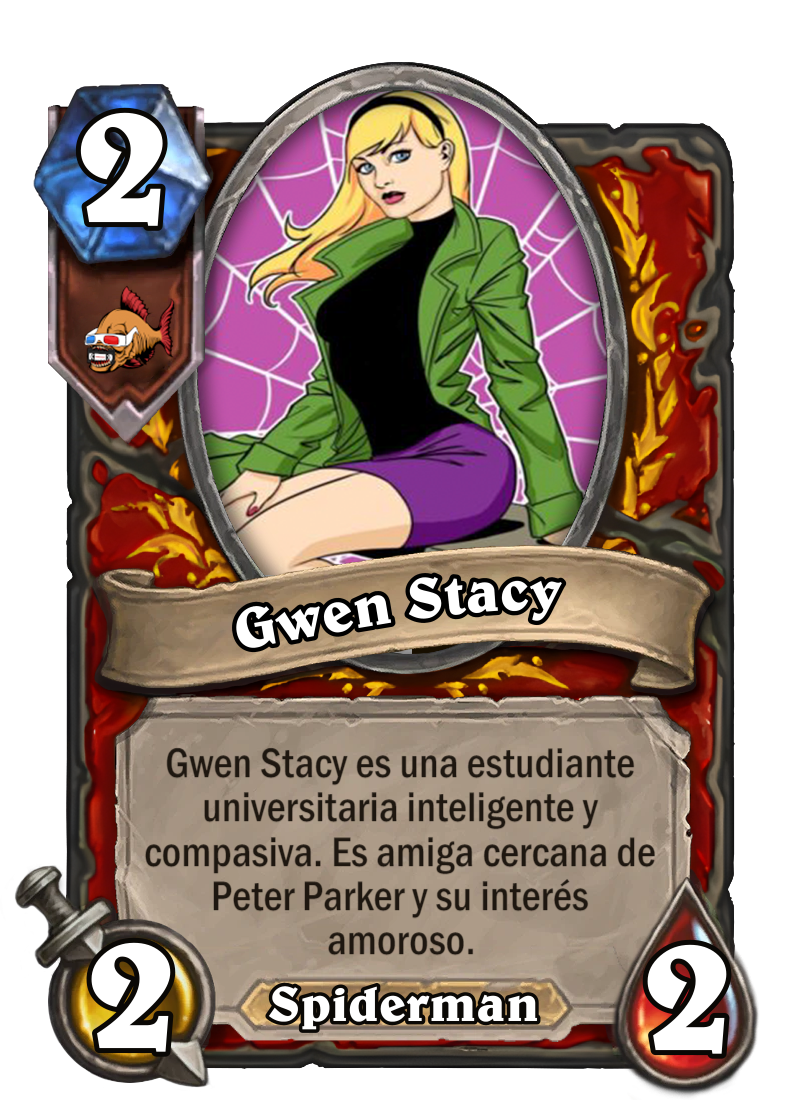 2
Gwen Stacy
Gwen Stacy es una estudiante
universitaria inteligente y
compasiva. Es amiga cercana de
Peter Parker y su interés
amoroso.
2
Spiderman
2